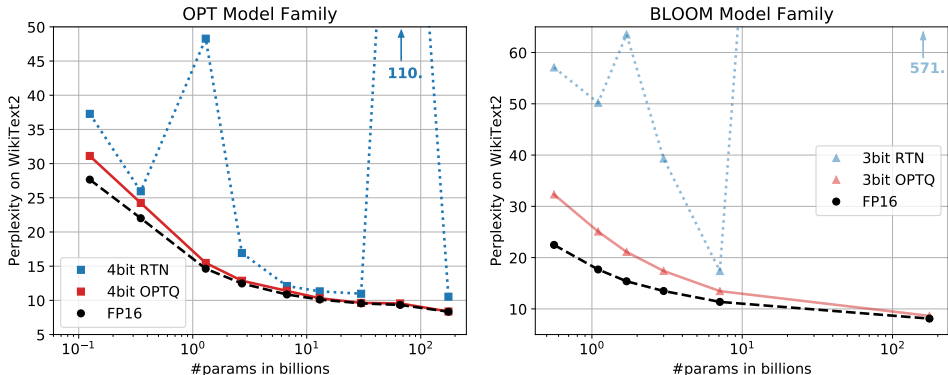 OPT Model Family
Perplexity on WikiText2
50
45
40
35
30
25
20
15
10
5
110.
4bit RTN
4bit OPTQ
FP16
10⁻¹
10⁰
10¹
10²
#params in billions
BLOOM Model Family
Perplexity on WikiText2
60
50
40
30
20
10
571.
3bit RTN
3bit OPTQ
FP16
10⁰
10¹
10²
#params in billions